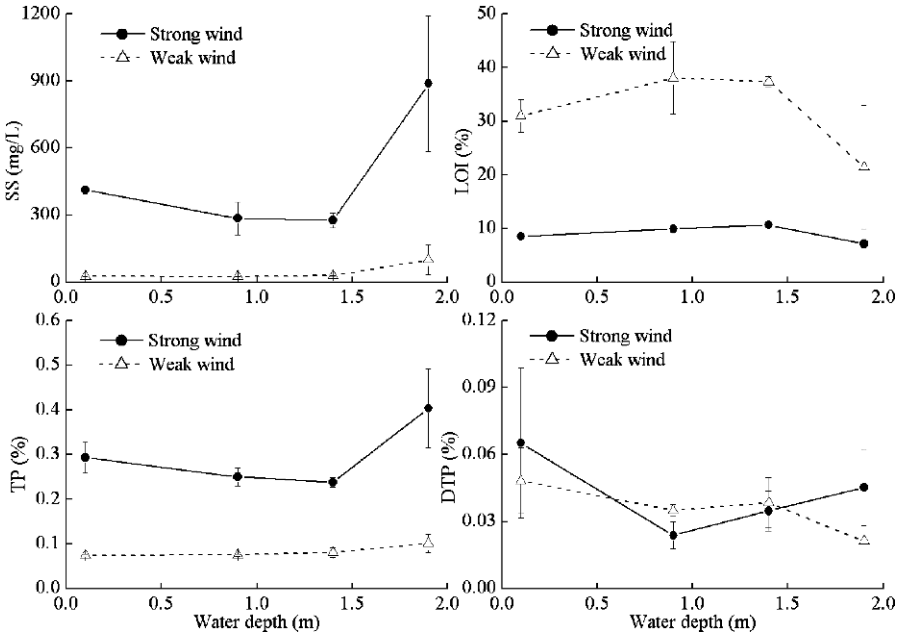 1200
900
600
300
0
SS (mg/L)
Strong wind
Weak wind
0.0 0.5 1.0 1.5 2.0
50
40
30
20
10
0
LOI (%)
Strong wind
Weak wind
0.0 0.5 1.0 1.5 2.0
0.6
0.5
0.4
0.3
0.2
0.1
0.0
TP (%)
Strong wind
Weak wind
0.0 0.5 1.0 1.5 2.0
Water depth (m)
0.12
0.09
0.06
0.03
0.00
DTP (%)
Strong wind
Weak wind
0.0 0.5 1.0 1.5 2.0
Water depth (m)